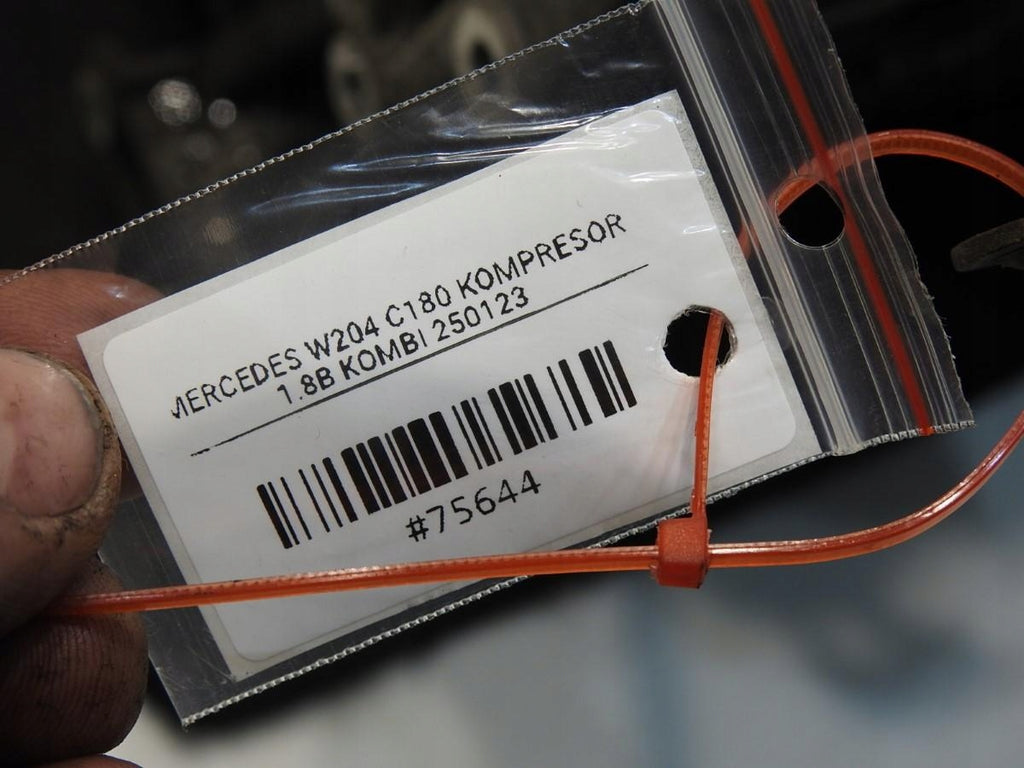 MERCEDES W204 C180 KOMPRESOR
1.8B KOMBI 250123
#75644